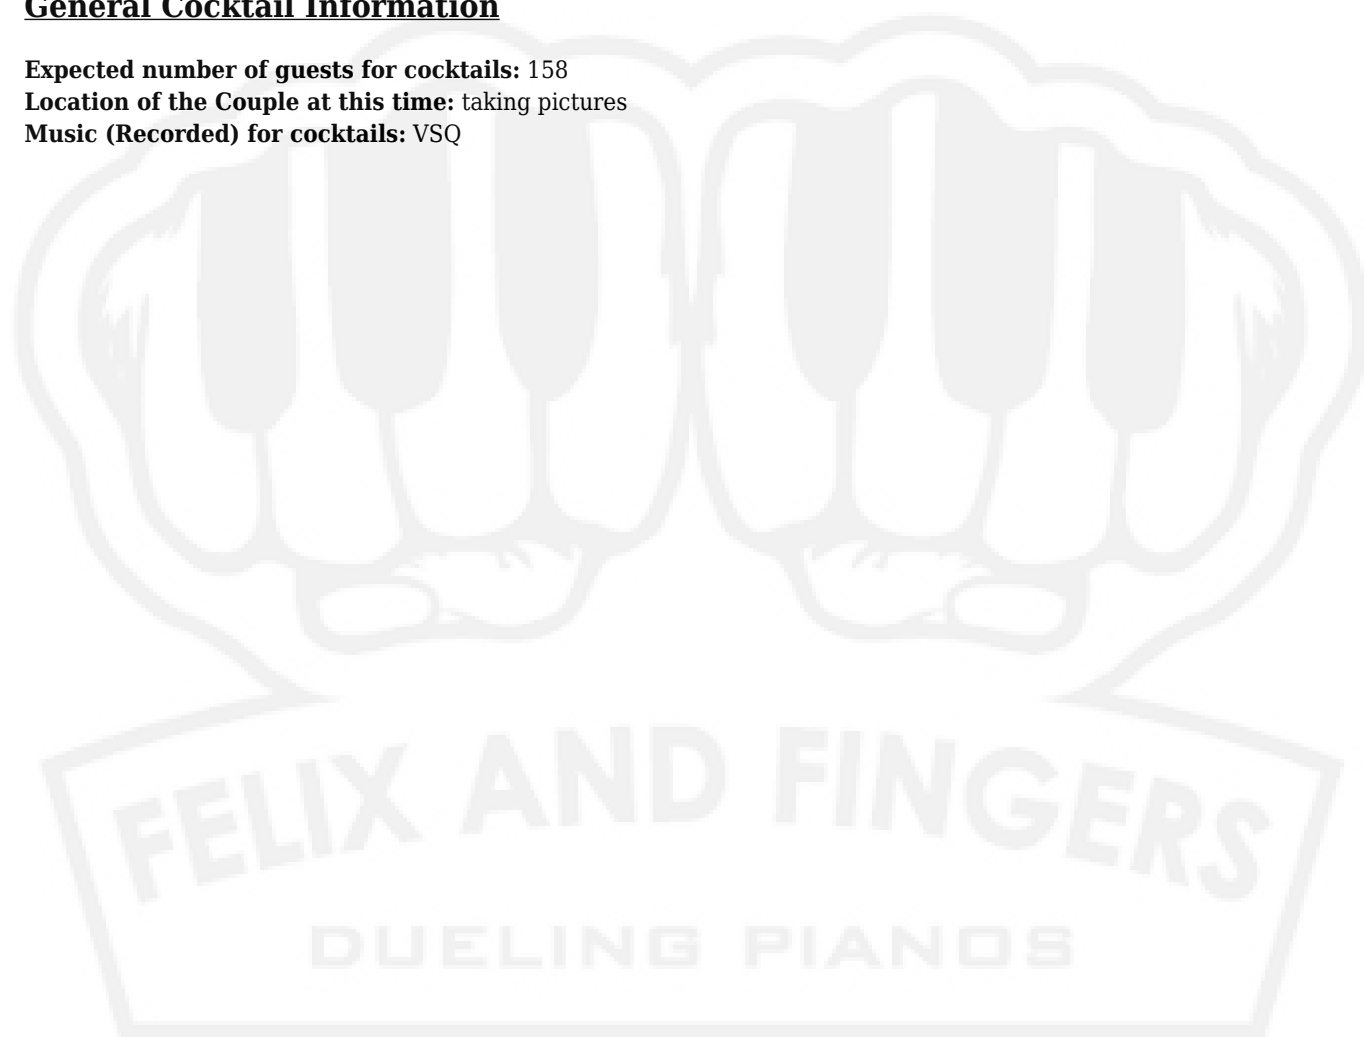 General Cocktail Information
Expected number of guests for cocktails: 158
Location of the Couple at this time: taking pictures
Music (Recorded) for cocktails: VSQ
FELIX AND FINGERS
DUELING PIANOS